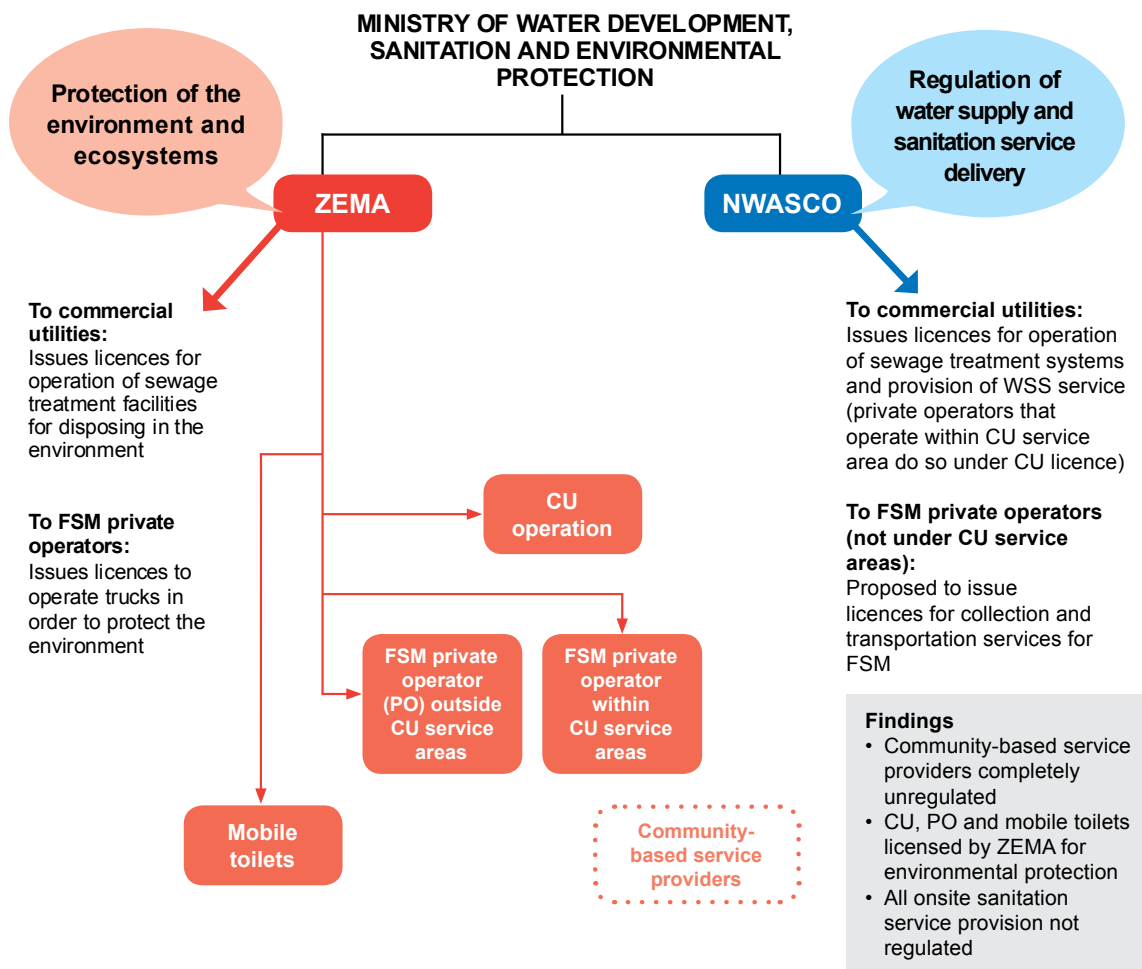 MINISTRY OF WATER DEVELOPMENT,
SANITATION AND ENVIRONMENTAL
PROTECTION
Protection of the
environment and
ecosystems
Regulation of
water supply and
sanitation service
delivery
ZEMA
NWASCO
To commercial
utilities:
Issues licences for
operation of sewage
treatment facilities
for disposing in the
environment
To FSM private
operators:
Issues licences to
operate trucks in
order to protect the
environment
CU
operation
FSM private
operator
(PO) outside
CU service
areas
FSM private
operator
within
CU service
areas
Mobile
toilets
Community-
based service
providers
To commercial utilities:
Issues licences for operation
of sewage treatment systems
and provision of WSS service
(private operators that
operate within CU service
area do so under CU licence)
To FSM private operators
(not under CU service
areas):
Proposed to issue
licences for collection and
transportation services for
FSM
Findings
• Community-based service
providers completely
unregulated
• CU, PO and mobile toilets
licensed by ZEMA for
environmental protection
• All onsite sanitation
service provision not
regulated